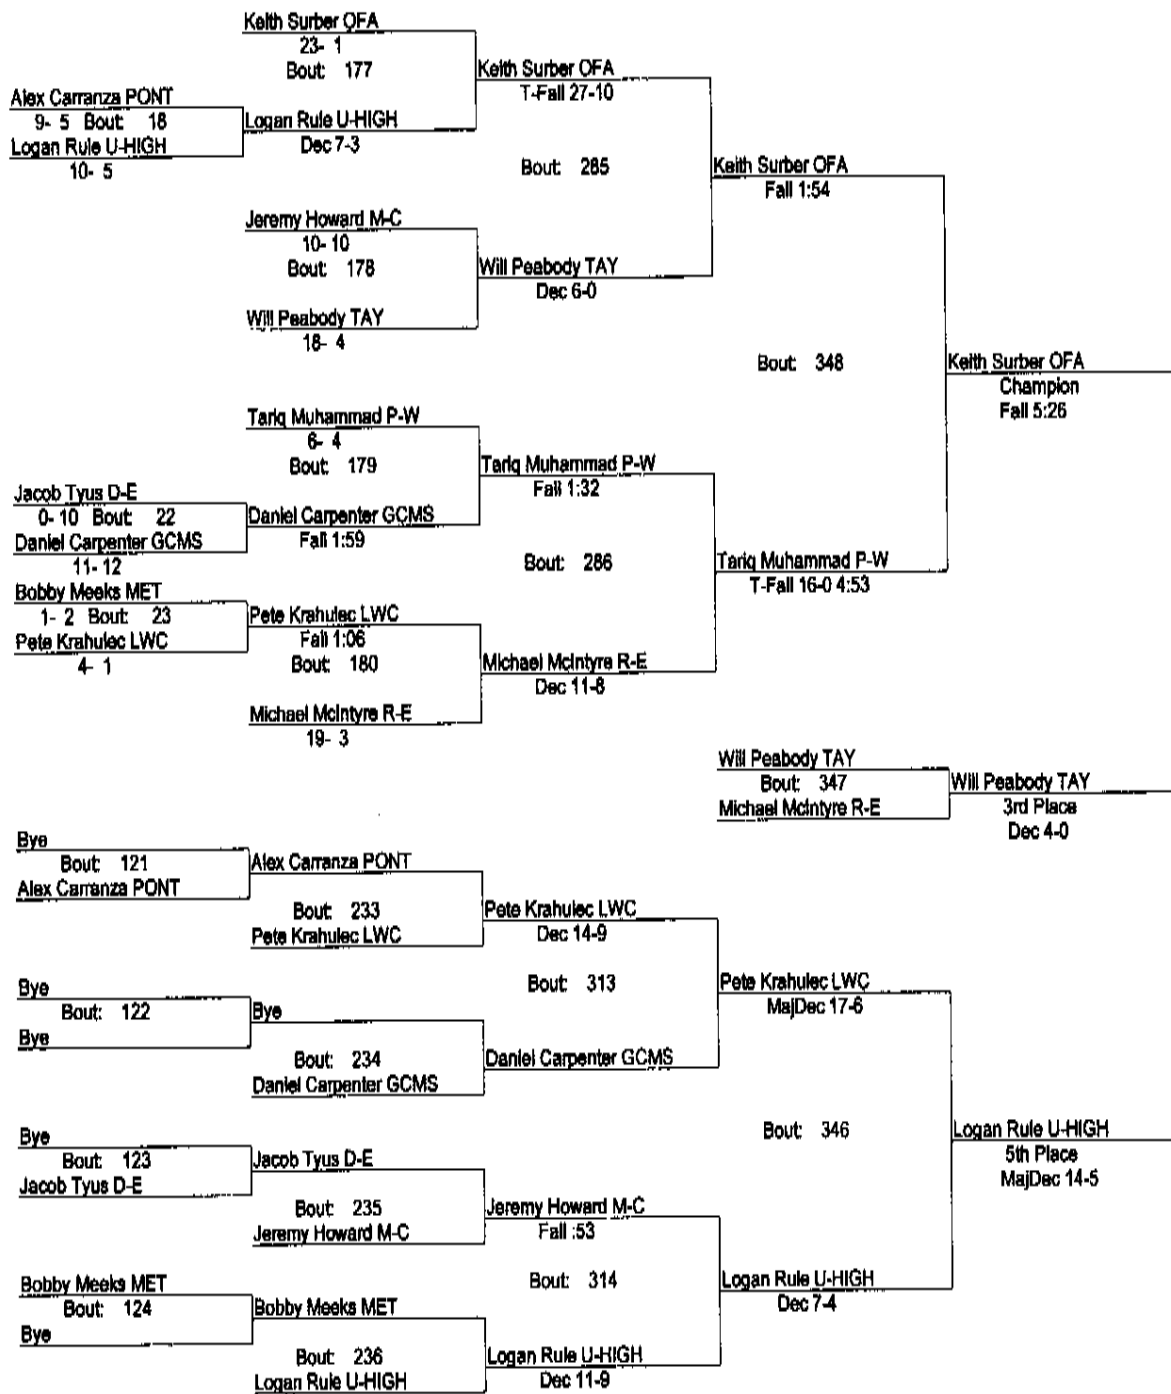 Keith Surber OFA
23- 1
Bout: 177
Keith Surber OFA
T-Fall 27-10
Alex Carranza PONT
9- 5 Bout: 18
Logan Rule U-HIGH
10- 5
Logan Rule U-HIGH
Dec 7-3
Bout: 285
Keith Surber OFA
Fall 1:54
Jeremy Howard M-C
10- 10
Bout: 178
Will Peabody TAY
Dec 6-0
Will Peabody TAY
18- 4
Bout: 348
Keith Surber OFA
Champion
Fall 5:26
Tariq Muhammad P-W
6- 4
Bout: 179
Tariq Muhammad P-W
Fall 1:32
Jacob Tyus D-E
0- 10 Bout: 22
Daniel Carpenter GCMS
11- 12
Daniel Carpenter GCMS
Fall 1:59
Bout: 286
Tariq Muhammad P-W
T-Fall 16-0 4:53
Bobby Meeks MET
1- 2 Bout: 23
Pete Krahulec LWC
4- 1
Pete Krahulec LWC
Fall 1:06
Bout: 180
Michael McIntyre R-E
Dec 11-8
Michael McIntyre R-E
19- 3
Will Peabody TAY
Bout: 347
Michael McIntyre R-E
Will Peabody TAY
3rd Place
Dec 4-0
Bye
Bout: 121
Alex Carranza PONT
Alex Carranza PONT
Bout: 233
Pete Krahulec LWC
Pete Krahulec LWC
Dec 14-9
Bout: 313
Pete Krahulec LWC
MajDec 17-6
Bye
Bout: 122
Bye
Bye
Bout: 234
Daniel Carpenter GCMS
Daniel Carpenter GCMS
Bout: 346
Logan Rule U-HIGH
5th Place
MajDec 14-5
Bye
Bout: 123
Jacob Tyus D-E
Jacob Tyus D-E
Bout: 235
Jeremy Howard M-C
Jeremy Howard M-C
Fall :53
Bout: 314
Logan Rule U-HIGH
Dec 7-4
Bobby Meeks MET
Bout: 124
Bye
Bobby Meeks MET
Bout: 236
Logan Rule U-HIGH
Logan Rule U-HIGH
Dec 11-9